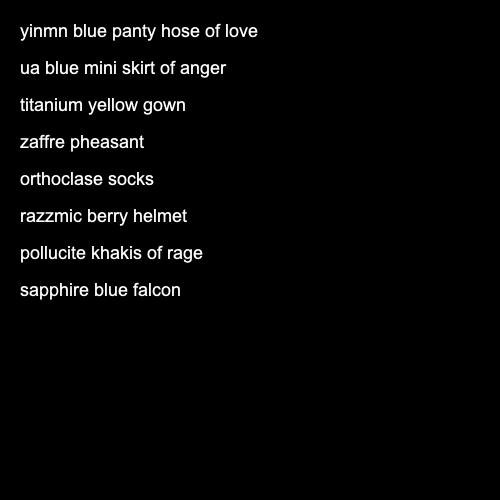 yinmn blue panty hose of love
ua blue mini skirt of anger
titanium yellow gown
zaffre pheasant
orthoclase socks
razzmic berry helmet
pollucite khakis of rage
sapphire blue falcon